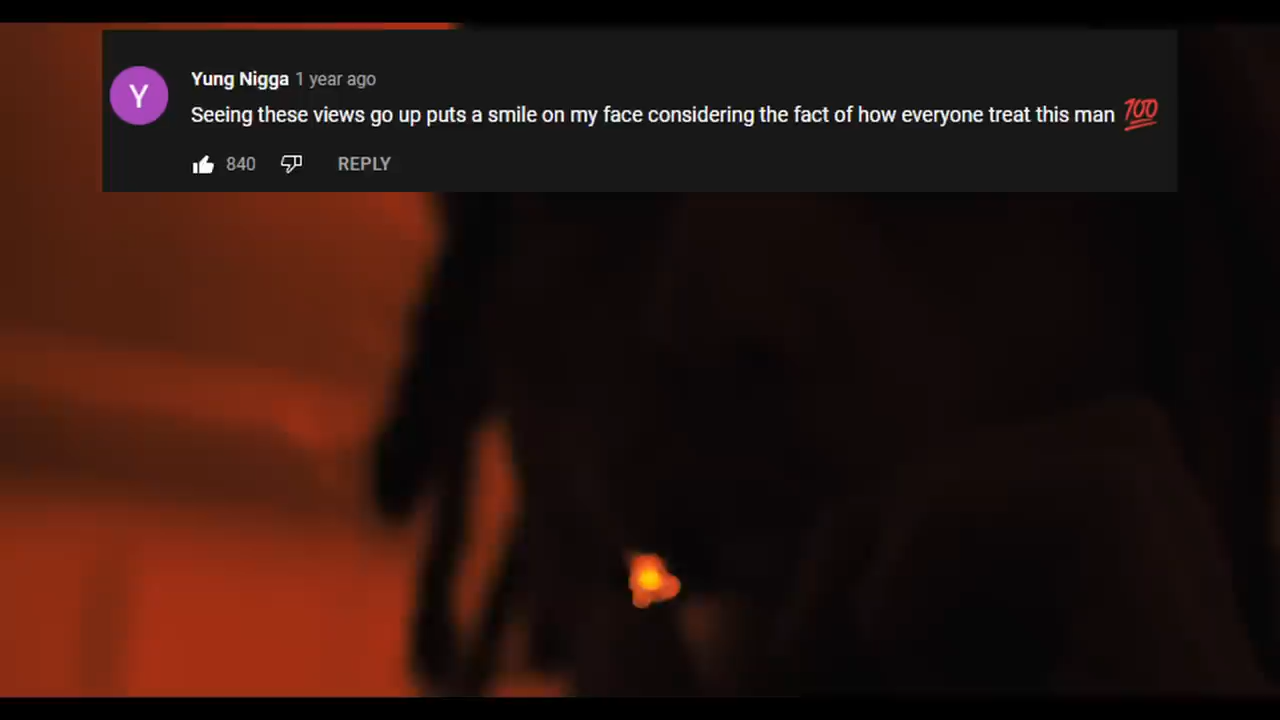 Y
Yung Nigga 1 year ago
Seeing these views go up puts a smile on my face considering the fact of how everyone treat this man 💯
840 REPLY